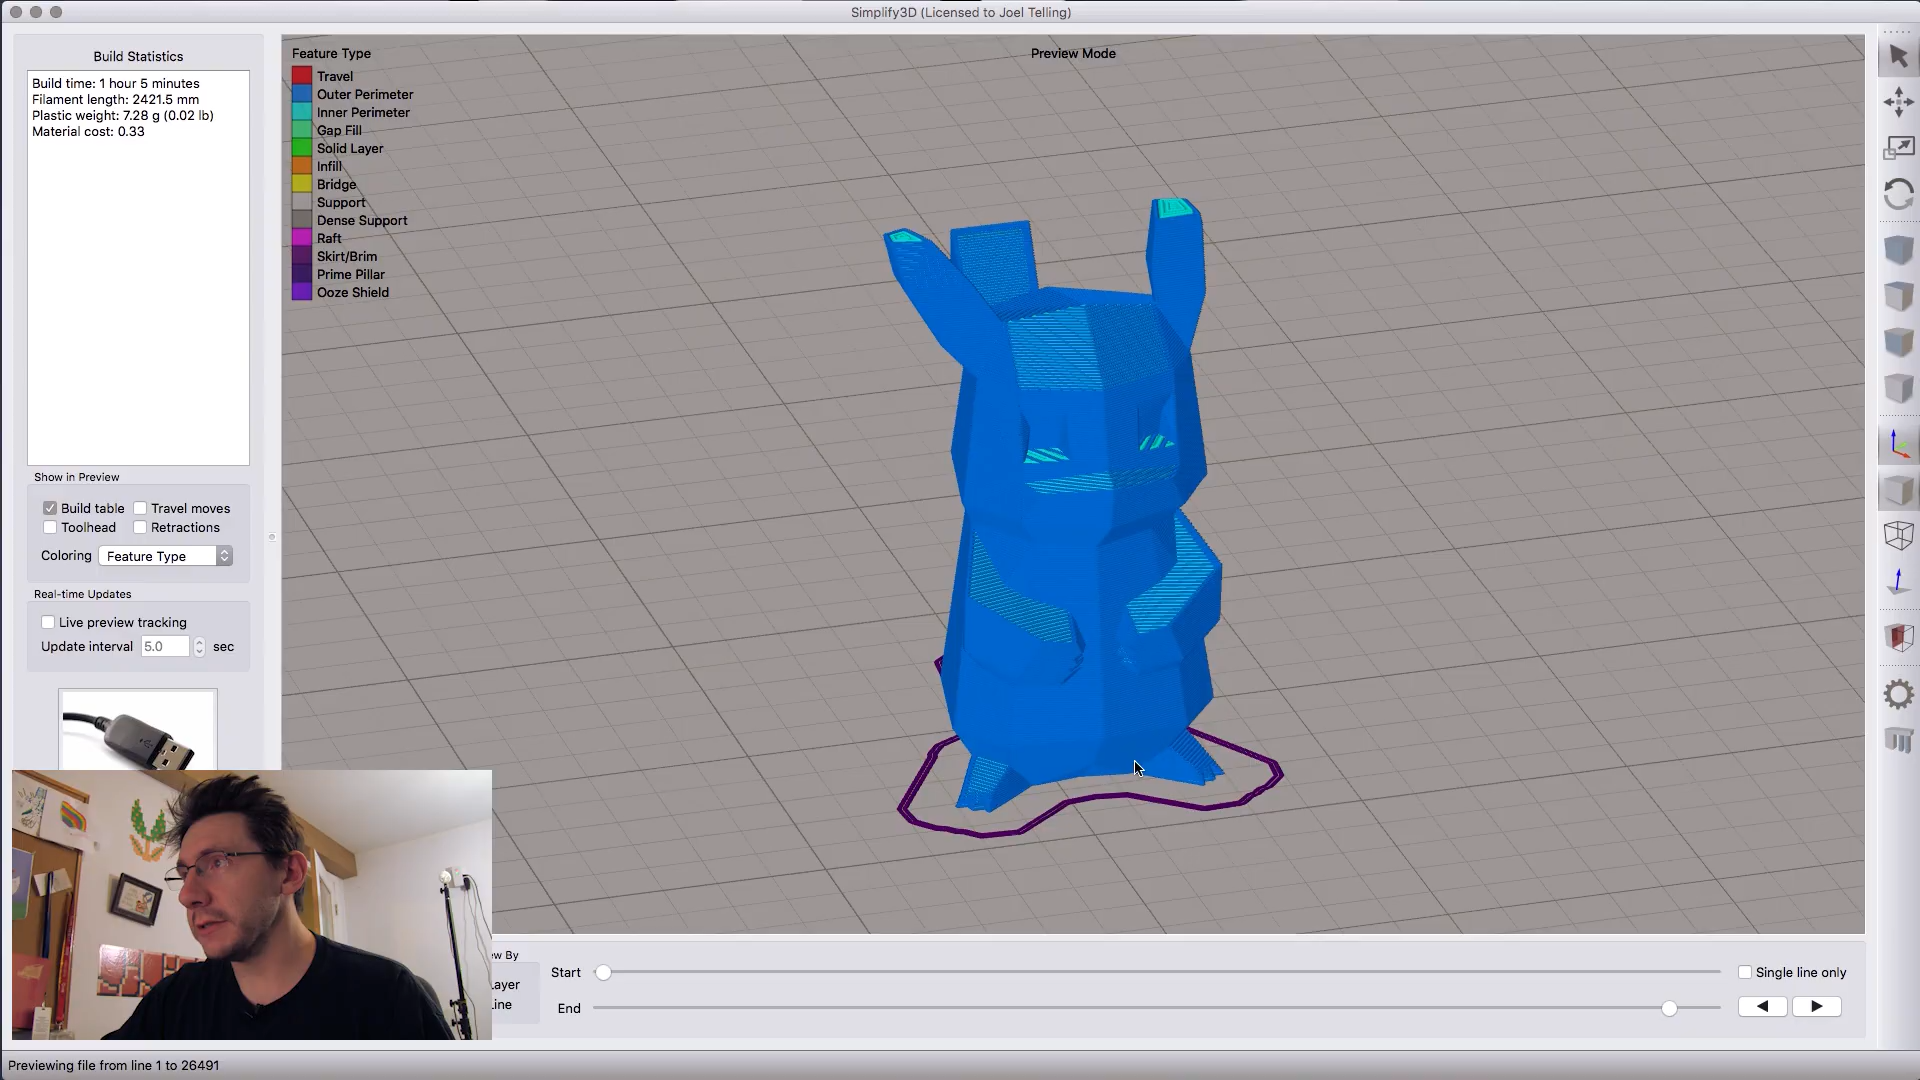 Simplify3D (Licensed to Joel Telling)
Build Statistics
Build time: 1 hour 5 minutes
Filament length: 2421.5 mm
Plastic weight: 7.28 g (0.02 lb)
Material cost: 0.33
Feature Type
Travel
Outer Perimeter
Inner Perimeter
Gap Fill
Solid Layer
Infill
Bridge
Support
Dense Support
Raft
Skirt/Brim
Prime Pillar
Ooze Shield
Preview Mode
Show in Preview
Build table Travel moves
Toolhead Retractions
Coloring Feature Type
Real-time Updates
Live preview tracking
Update interval 5.0 sec
ew By
ayer
ine
Start
End
Single line only
Previewing file from line 1 to 26491